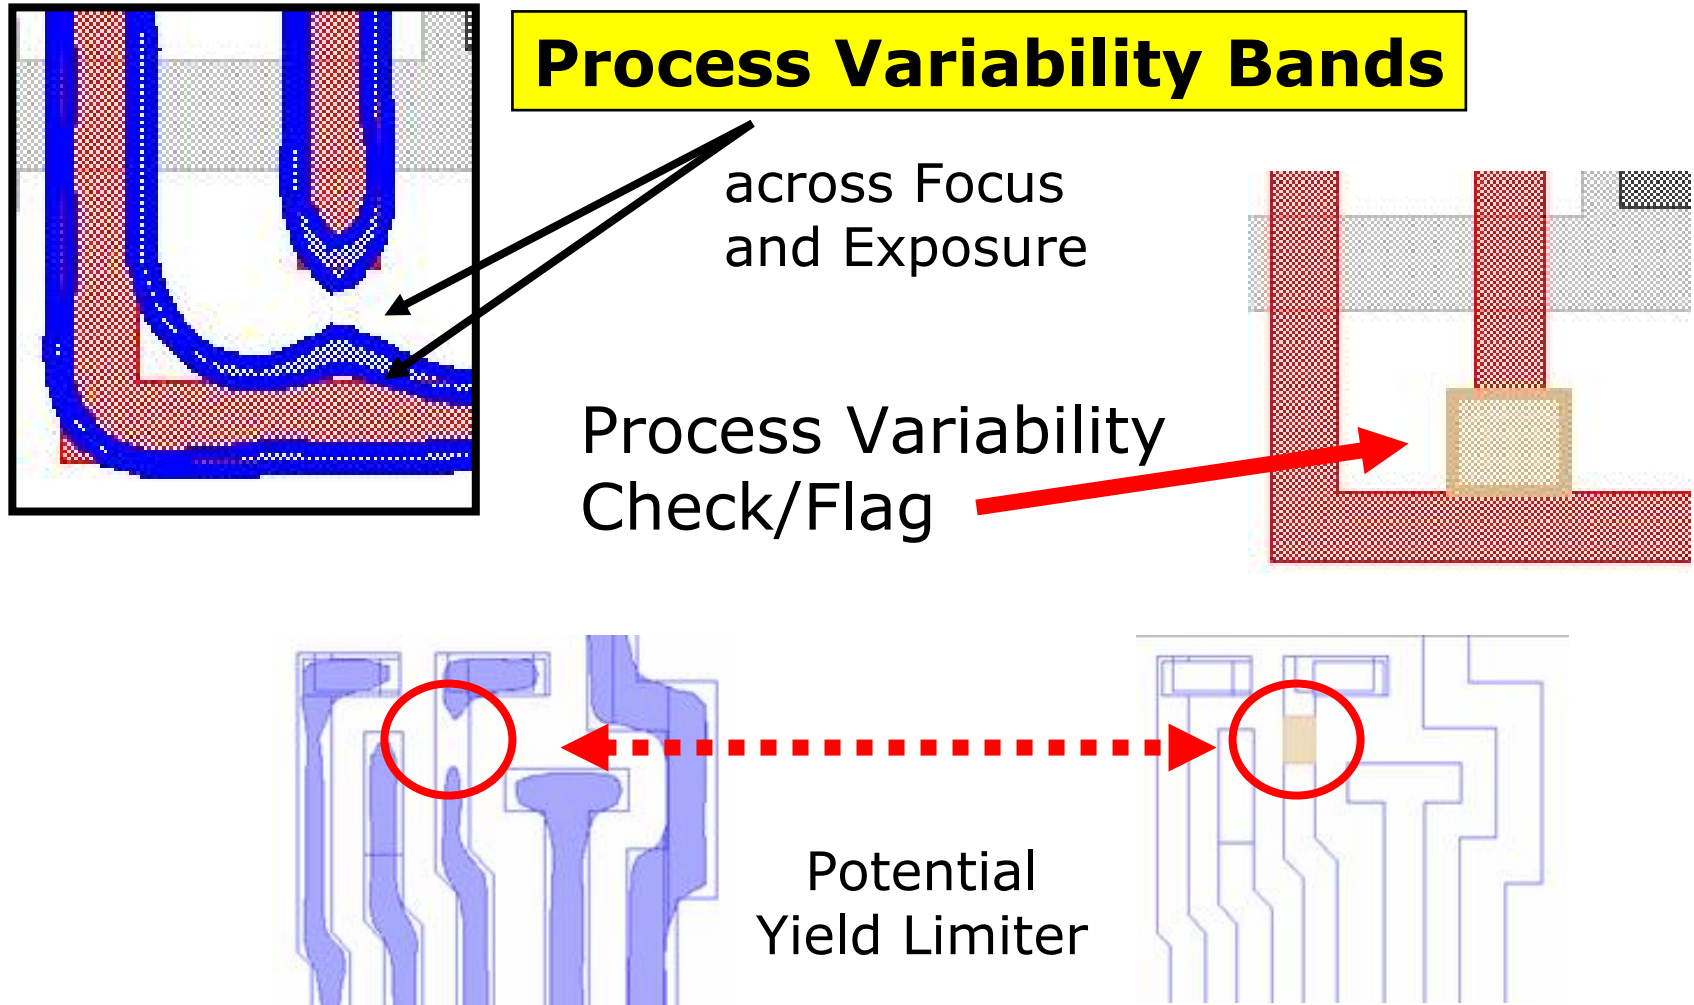 Process Variability Bands
across Focus
and Exposure
Process Variability
Check/Flag
Potential
Yield Limiter